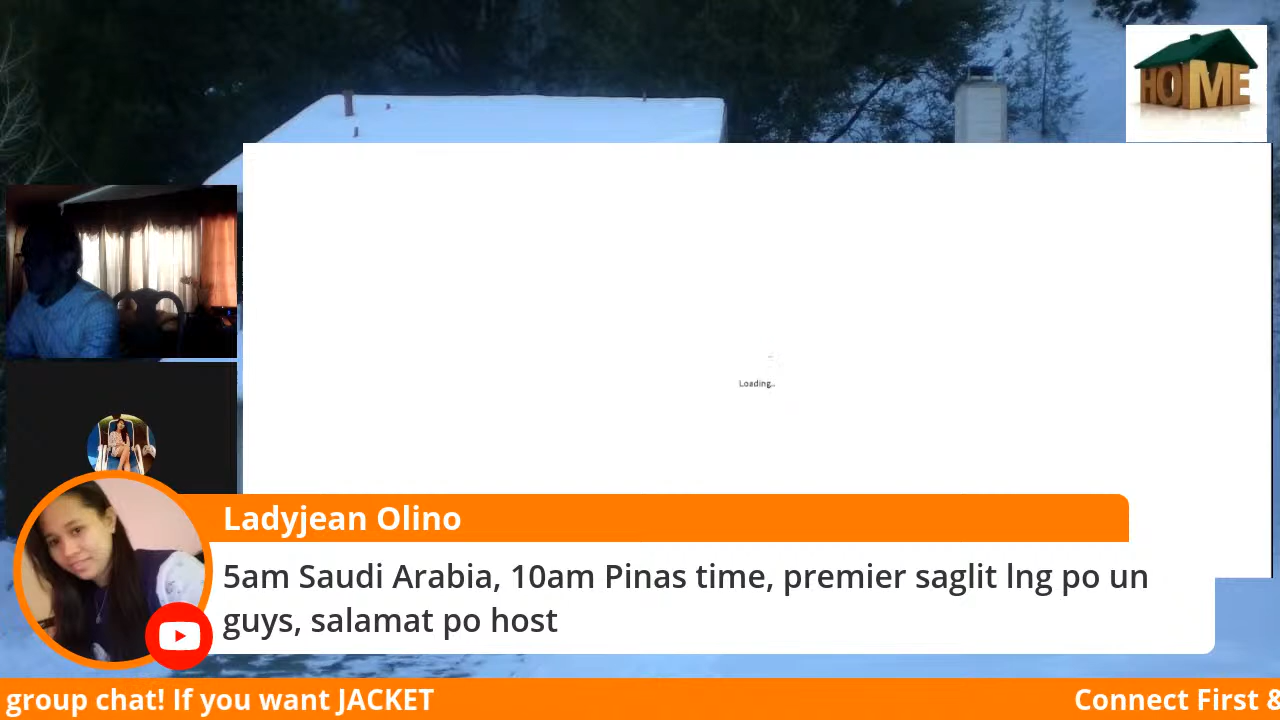 HOME
Loading..
Ladyjean Olino
5am Saudi Arabia, 10am Pinas time, premier saglit lng po un
guys, salamat po host
group chat! If you want JACKET
Connect First &